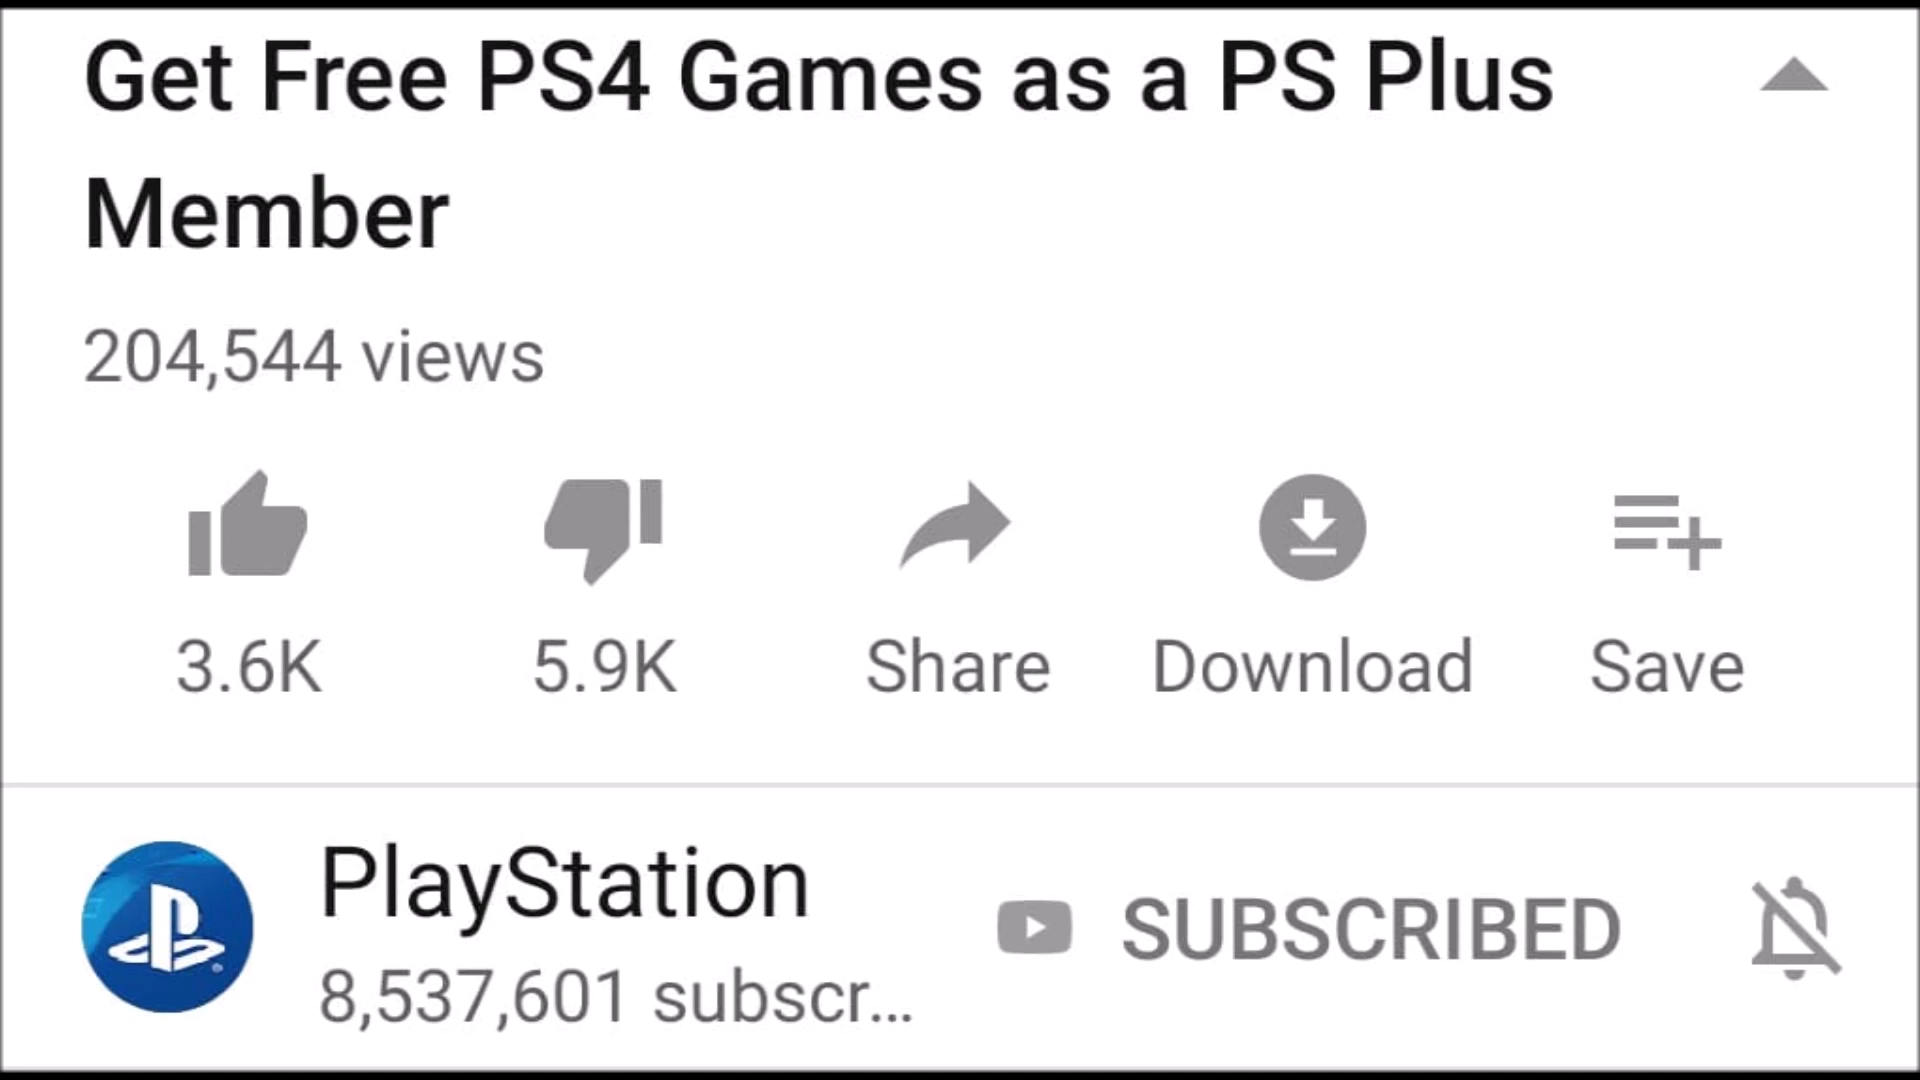 Get Free PS4 Games as a PS Plus
Member
204,544 views
3.6K 5.9K Share Download Save
PlayStation
SUBSCRIBED
8,537,601 subscr...